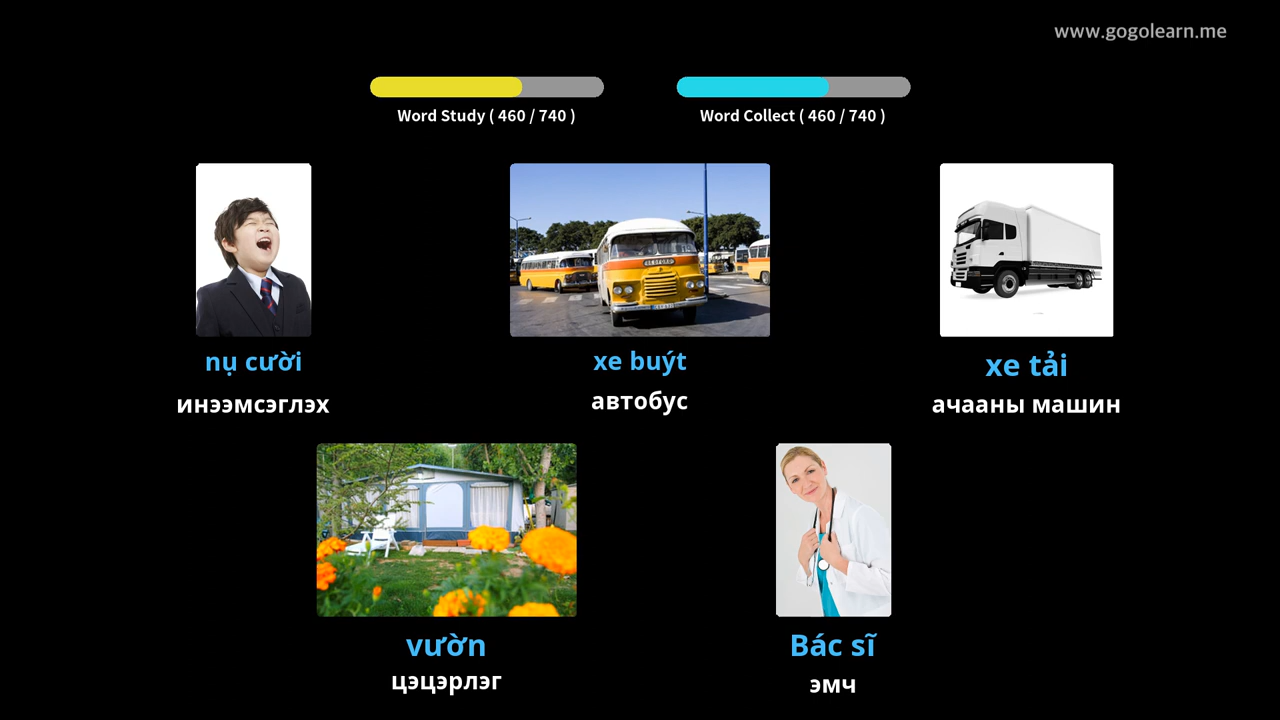 www.gogolearn.me
Word Study ( 460 / 740 )
Word Collect ( 460 / 740 )
nụ cười
инээмсэглэх
xe buýt
автобус
xe tải
ачааны машин
vườn
цэцэрлэг
Bác sĩ
эмч